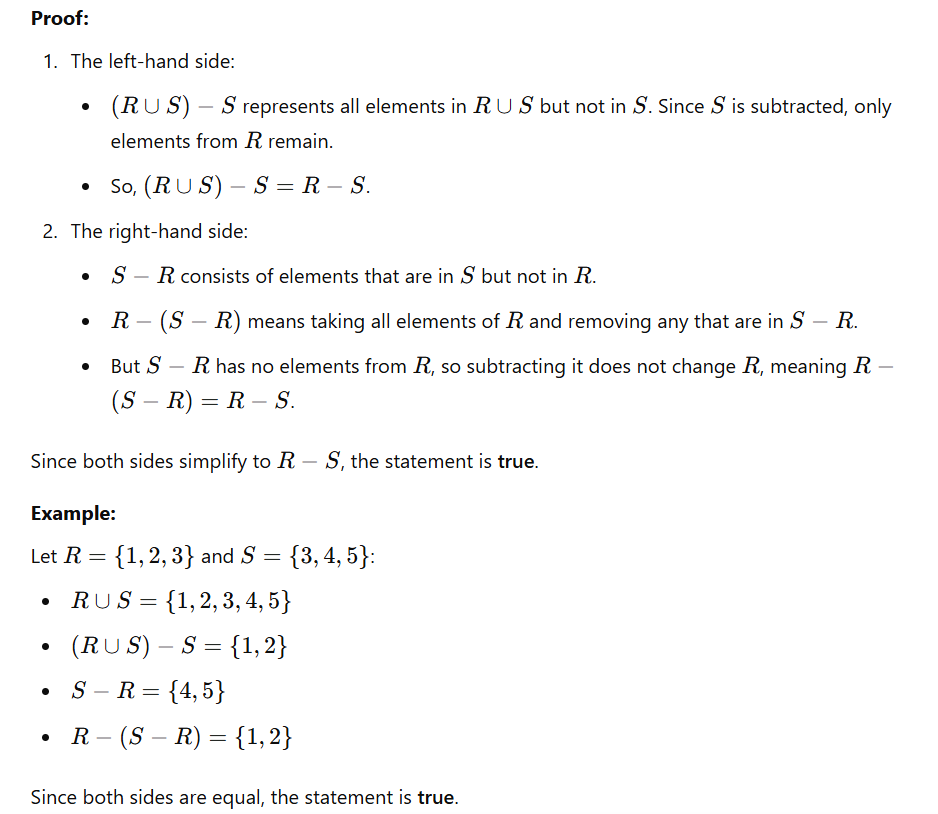 Proof:
1. The left-hand side:
• (R ∪ S) − S represents all elements in R ∪ S but not in S. Since S is subtracted, only
elements from R remain.
• So, (R ∪ S) − S = R − S.
2. The right-hand side:
• S − R consists of elements that are in S but not in R.
• R − (S − R) means taking all elements of R and removing any that are in S − R.
• But S − R has no elements from R, so subtracting it does not change R, meaning R −
(S − R) = R − S.
Since both sides simplify to R − S, the statement is true.
Example:
Let R = {1, 2, 3} and S = {3, 4, 5}:
• R ∪ S = {1, 2, 3, 4, 5}
• (R ∪ S) − S = {1, 2}
• S − R = {4, 5}
• R − (S − R) = {1, 2}
Since both sides are equal, the statement is true.